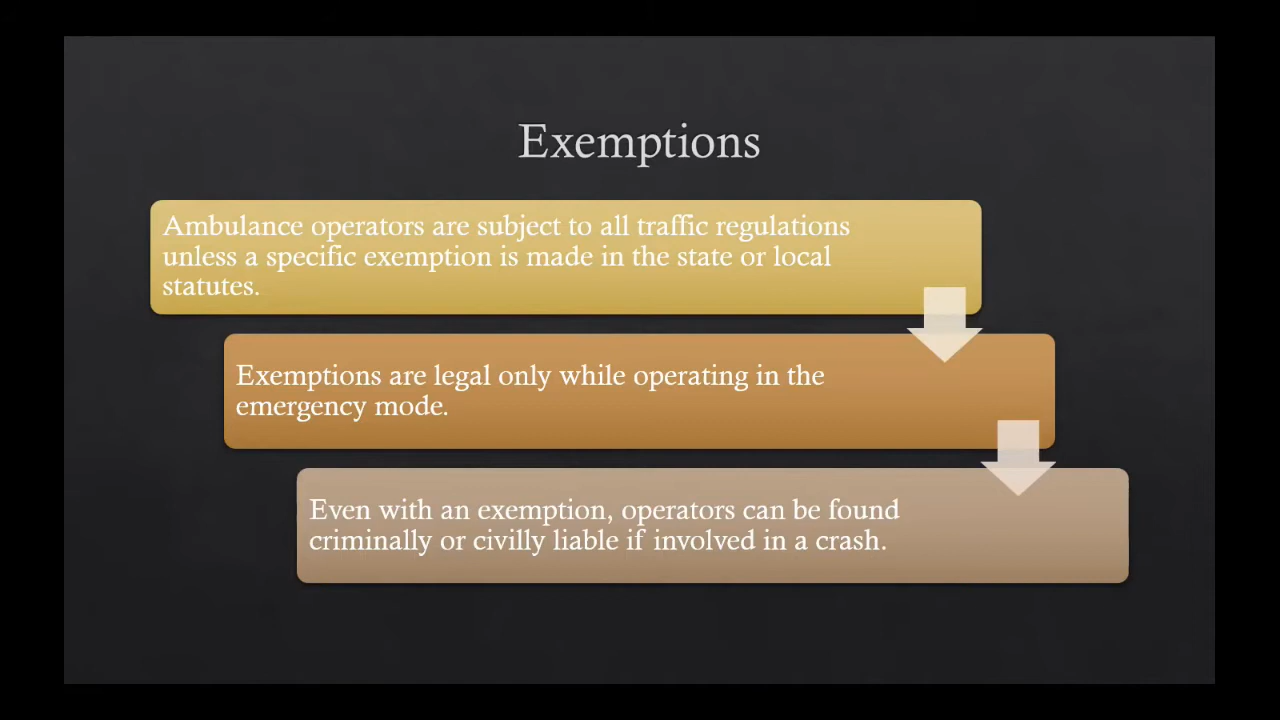 Exemptions
Ambulance operators are subject to all traffic regulations
unless a specific exemption is made in the state or local
statutes.
Exemptions are legal only while operating in the
emergency mode.
Even with an exemption, operators can be found
criminally or civilly liable if involved in a crash.